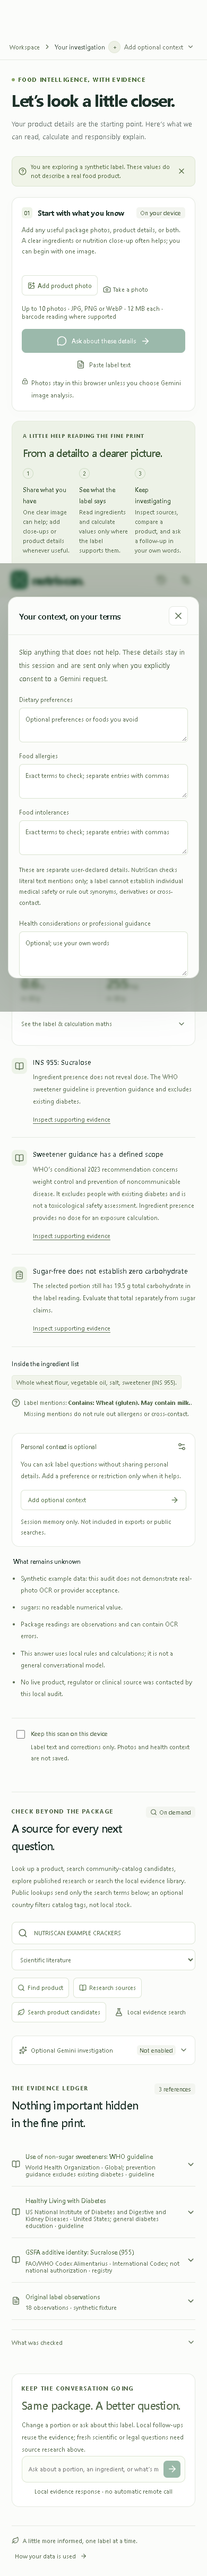 Workspace > Your investigation + Add optional context
FOOD INTELLIGENCE, WITH EVIDENCE
Let's look a little closer.
Your product details are the starting point. Here's what we
can read, calculate and responsibly explain.
You are exploring a synthetic label. These values do
not describe a real food product.
01 Start with what you know
On your device
Add any useful package photos, product details, or both.
A clear ingredients or nutrition close-up often helps; you
can begin with one image.
Add product photo
Take a photo
Up to 10 photos · JPG, PNG or WebP · 12 MB each ·
barcode reading where supported
Ask about these details
Paste label text
Photos stay in this browser unless you choose Gemini
image analysis.
A LITTLE HELP READING THE FINE PRINT
From a detail to a clearer picture.
1
Share what you
have
One clear image
can help; add
close-ups or
product details
whenever useful.
2
See what the
label says
Read ingredients
and calculate
values only where
the label
supports them.
3
Keep
investigating
Inspect sources,
compare a
product, and ask
a follow-up in
your own words.
nutriscan.
Your context, on your terms
Skip anything that does not help. These details stay in
this session and are sent only when you explicitly
consent to a Gemini request.
Dietary preferences
Optional preferences or foods you avoid
Food allergies
Exact terms to check; separate entries with commas
Food intolerances
Exact terms to check; separate entries with commas
These are separate user-declared details. NutriScan checks
literal text mentions only; a label cannot establish individual
medical safety or rule out synonyms, derivatives or cross-
contact.
Health considerations or professional guidance
Optional; use your own words
See the label & calculation maths
INS 955: Sucralose
Ingredient presence does not reveal dose. The WHO
sweetener guideline is prevention guidance and excludes
existing diabetes.
Inspect supporting evidence
Sweetener guidance has a defined scope
WHO's conditional 2023 recommendation concerns
weight control and prevention of noncommunicable
disease. It excludes people with existing diabetes and is
not a toxicological safety assessment. Ingredient presence
provides no dose for an exposure calculation.
Inspect supporting evidence
Sugar-free does not establish zero carbohydrate
The selected portion still has 19.5 g total carbohydrate in
the label reading. Evaluate that total separately from sugar
claims.
Inspect supporting evidence
Inside the ingredient list
Whole wheat flour, vegetable oil, salt, sweetener (INS 955).
Label mentions: Contains: Wheat (gluten). May contain milk.
Missing mentions do not rule out allergens or cross-contact.
Personal context is optional
You can ask label questions without sharing personal
details. Add a preference or restriction only when it helps.
Add optional context
Session memory only. Not included in exports or public
searches.
What remains unknown
Synthetic example data: this audit does not demonstrate real-
photo OCR or provider acceptance.
sugars: no readable numerical value.
Package readings are observations and can contain OCR
errors.
This answer uses local rules and calculations; it is not a
general conversational model.
No live product, regulator or clinical source was contacted by
this local audit.
Keep this scan on this device
Label text and corrections only. Photos and health context
are not saved.
CHECK BEYOND THE PACKAGE
On demand
A source for every next
question.
Look up a product, search community-catalog candidates,
explore published research or search the local evidence library.
Public lookups send only the search terms below; an optional
country filters catalog tags, not local stock.
NUTRISCAN EXAMPLE CRACKERS
Scientific literature
Find product
Research sources
Search product candidates
Local evidence search
Optional Gemini investigation
Not enabled
THE EVIDENCE LEDGER
3 references
Nothing important hidden
in the fine print.
Use of non-sugar sweeteners: WHO guideline
World Health Organization · Global; prevention
guidance excludes existing diabetes · guideline
Healthy Living with Diabetes
US National Institute of Diabetes and Digestive and
Kidney Diseases · United States; general diabetes
education · guideline
GSFA additive identity: Sucralose (955)
FAO/WHO Codex Alimentarius · International Codex; not
national authorization · registry
Original label observations
18 observations · synthetic fixture
What was checked
KEEP THE CONVERSATION GOING
Same package. A better question.
Change a portion or ask about this label. Local follow-ups
reuse the evidence; fresh scientific or legal questions need
source research above.
Ask about a portion, an ingredient, or what's m
Local evidence response · no automatic remote call
A little more informed, one label at a time.
How your data is used